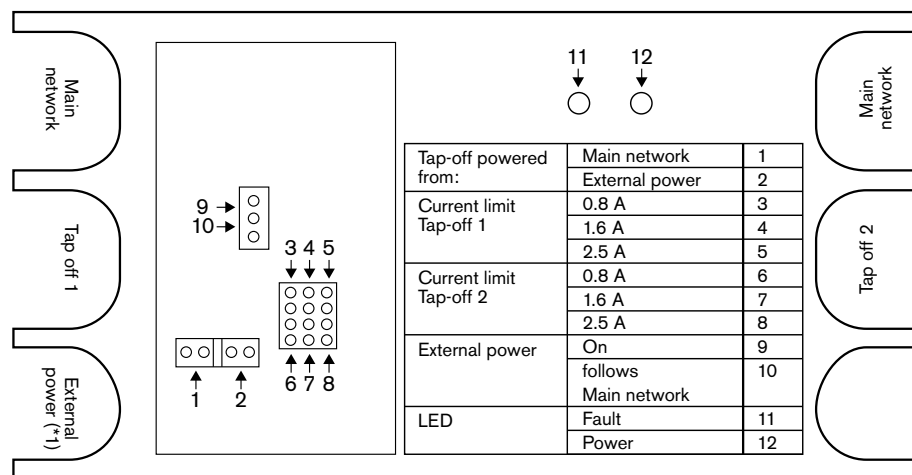 Main
network
Tap off 1
External
power (*1)
9
10
3 4 5
6 7 8
1 2
11 12
Tap-off powered
from:
Main network 1
External power 2
Current limit
Tap-off 1
0.8 A 3
1.6 A 4
2.5 A 5
Current limit
Tap-off 2
0.8 A 6
1.6 A 7
2.5 A 8
External power On 9
follows 10
Main network
LED Fault 11
Power 12
Main
network
Tap off 2